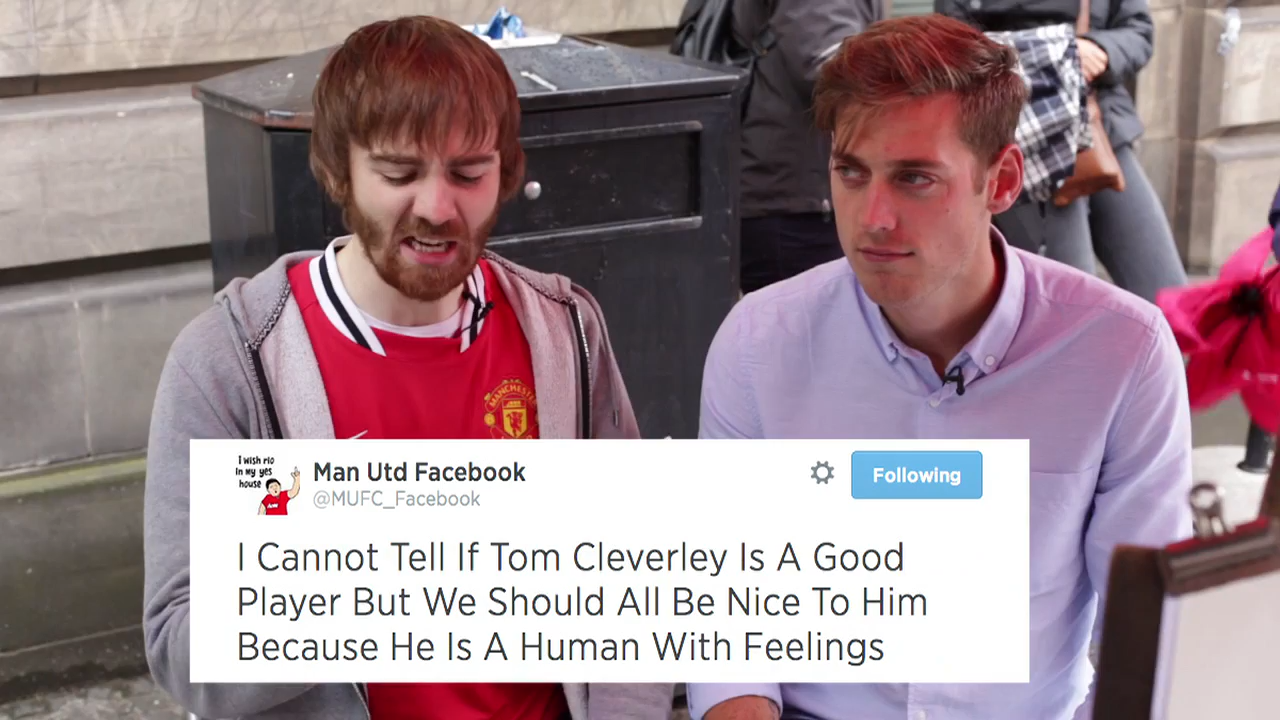 MANCHESTER
I WISH RIO
IN MY YES
HOUSE
Man Utd Facebook
@MUFC_Facebook
Following
I Cannot Tell If Tom Cleverley Is A Good
Player But We Should All Be Nice To Him
Because He Is A Human With Feelings